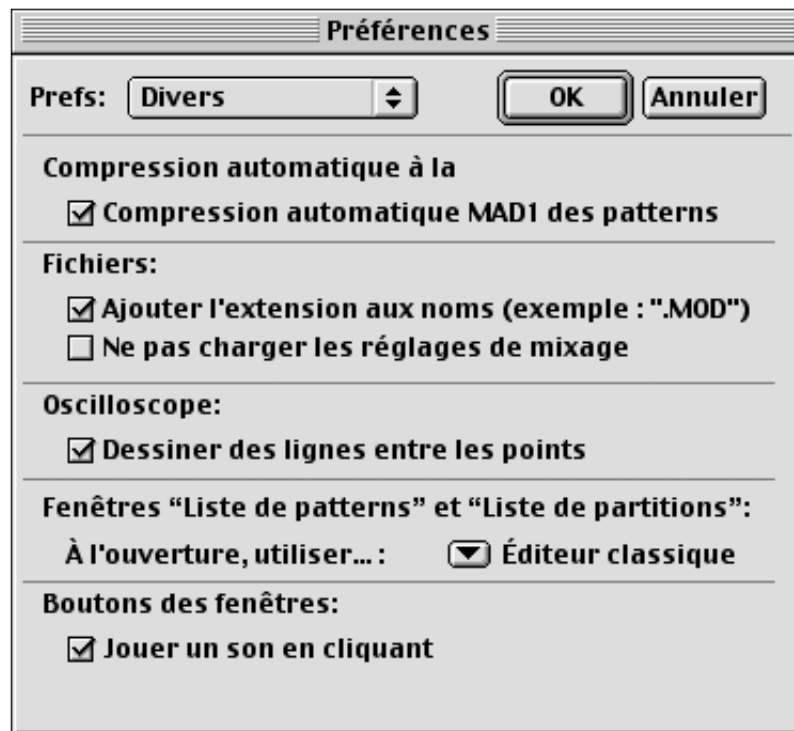 Préférences
Prefs: Divers OK Annuler
Compression automatique à la
Compression automatique MAD1 des patterns
Fichiers:
Ajouter l'extension aux noms (exemple : ".MOD")
Ne pas charger les réglages de mixage
Oscilloscope:
Dessiner des lignes entre les points
Fenêtres “Liste de patterns” et “Liste de partitions”:
À l'ouverture, utiliser... : Éditeur classique
Boutons des fenêtres:
Jouer un son en cliquant